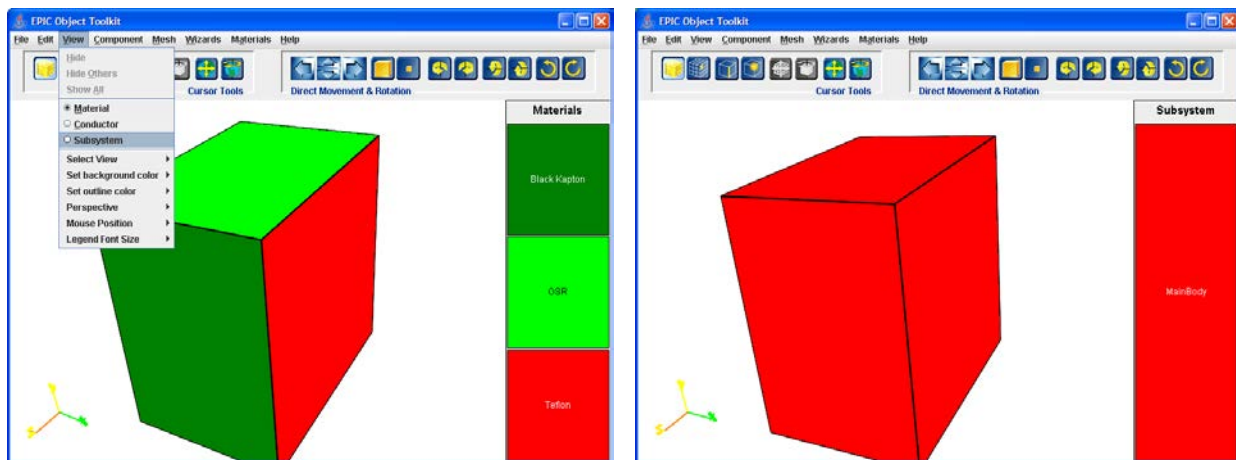 EPIC Object Toolkit
File Edit View Component Mesh Wizards Materials Help
Hide
Hide Others
Show All
Material
Conductor
Subsystem
Select View
Set background color
Set outline color
Perspective
Mouse Position
Legend Font Size
Cursor Tools
Direct Movement & Rotation
Materials
Black Kapton
OSR
Teflon
EPIC Object Toolkit
File Edit View Component Mesh Wizards Materials Help
Cursor Tools
Direct Movement & Rotation
Subsystem
MainBody